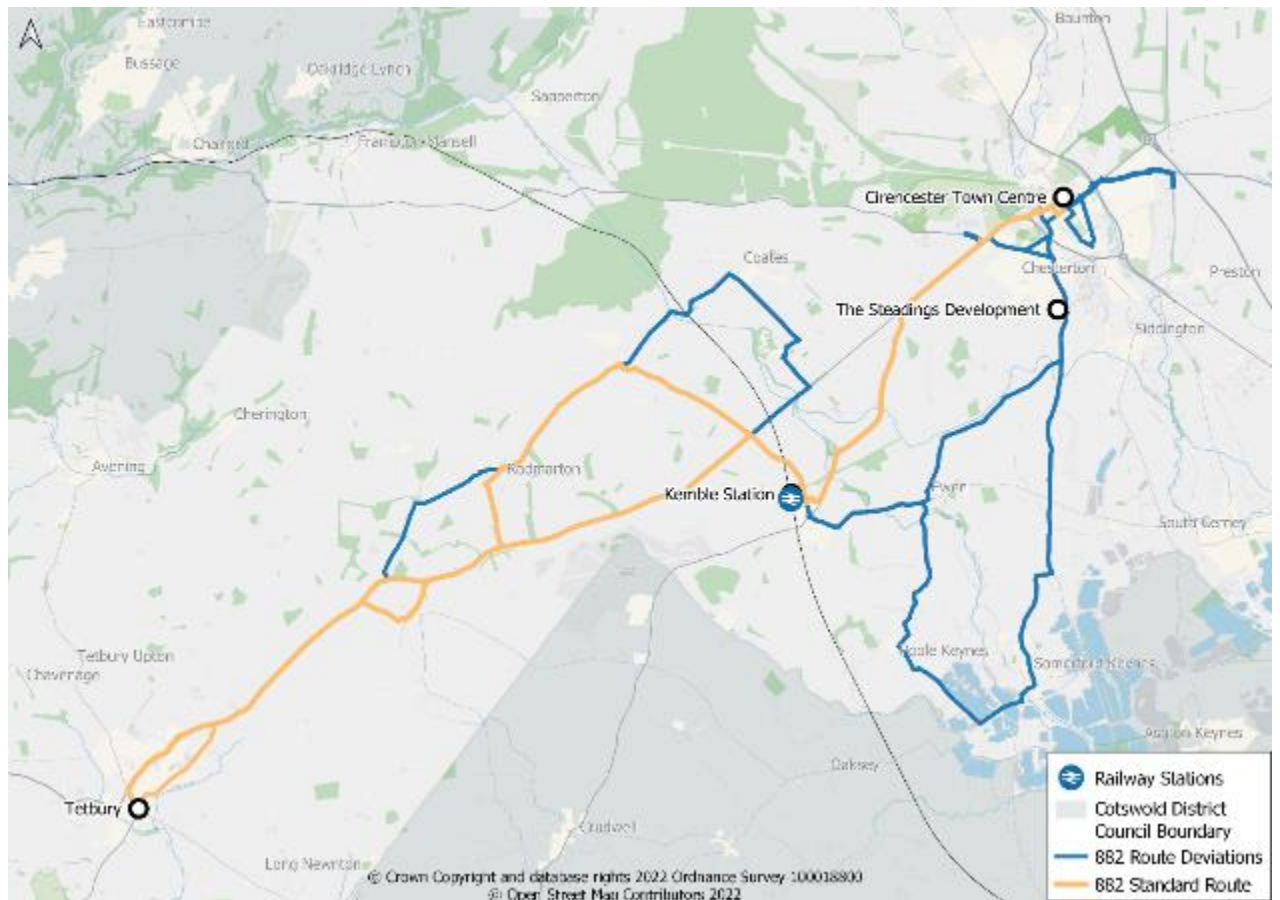 Eastcombe
Baunton
Bussage
Oakridge Lynch
Sapperton
Chalford
Frampton Mansell
Cirencester Town Centre
Coates
Chesterton
Preston
The Steadings Development
Siddington
Cherington
Avening
Rodmarton
Kemble Station
Ewen
South Cerney
Poole Keynes
Somerford Keynes
Tetbury Upton
Chavenage
Ashton Keynes
Oaksey
Tetbury
Crudwell
Long Newnton
Railway Stations
Cotswold District
Council Boundary
882 Route Deviations
882 Standard Route
© Crown Copyright and database rights 2022 Ordnance Survey 100018800
© Open Street Map Contributors 2022